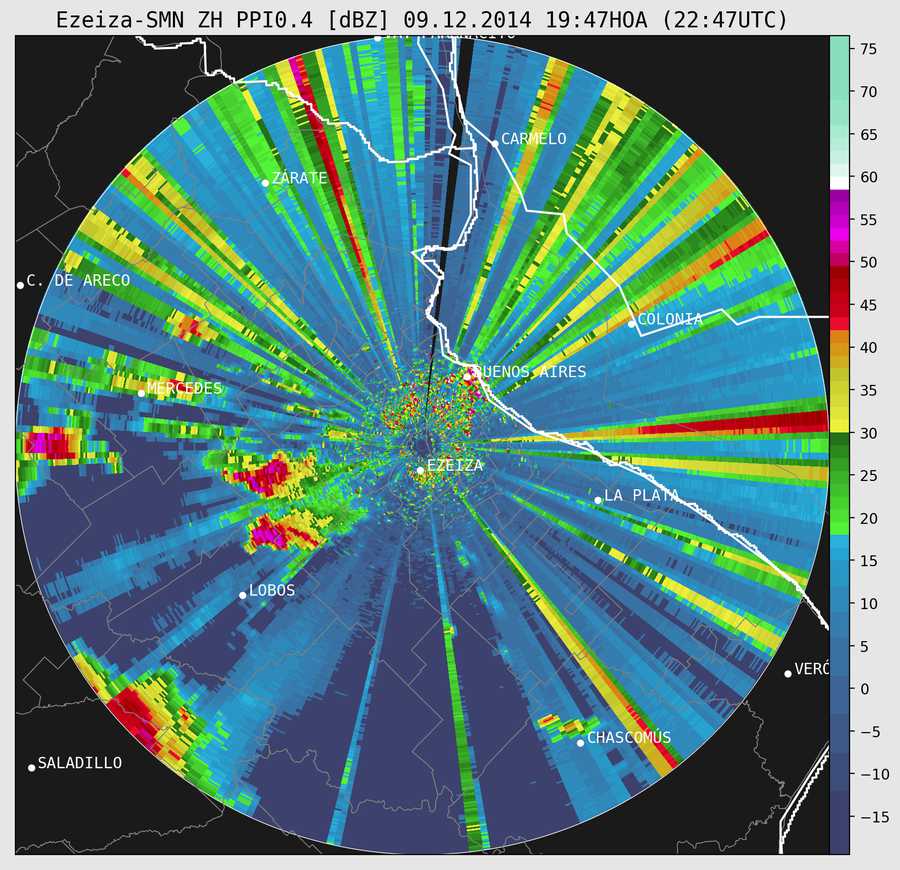 Ezeiza-SMN ZH PPI0.4 [dBZ] 09.12.2014 19:47HOA (22:47UTC)
CARMELO
ZÁRATE
C. DE ARECO
COLONIA
BUENOS AIRES
MERCEDES
EZEIZA
LA PLATA
LOBOS
VERÓ
CHASCOMÚS
SALADILLO
75
70
65
60
55
50
45
40
35
30
25
20
15
10
5
0
−5
−10
−15